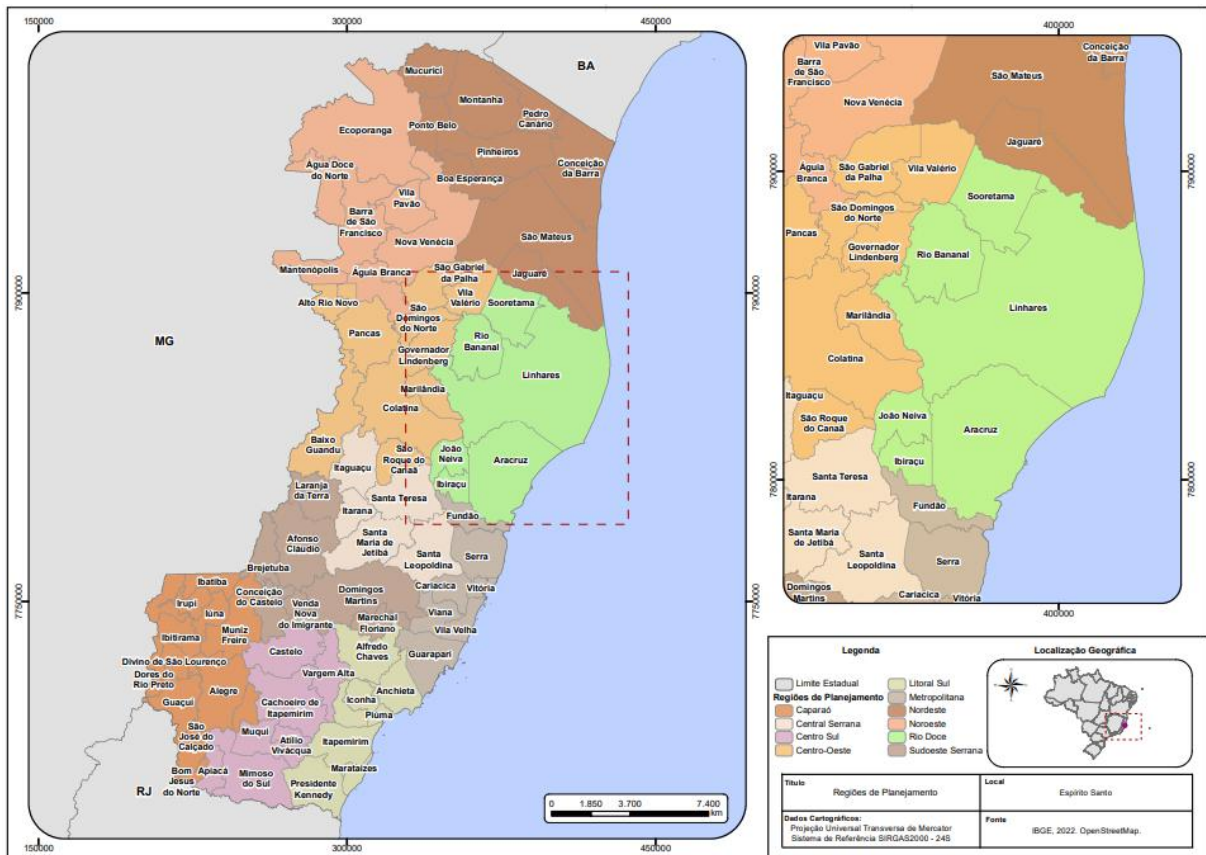 150000
300000
450000
BA
Mucurici
Montanha
Pedro
Canário
Ponto Belo
Ecoporanga
Pinheiros
Conceição
da Barra
Água Doce
do Norte
Boa Esperança
Vila
Pavão
Barra
de São
Francisco
Nova Venécia
São Mateus
Mantenópolis
Águia Branca
São Gabriel
da Palha
Jaguaré
Vila
Valério
Sooretama
Alto Rio Novo
São
Domingos
do Norte
Pancas
Rio
Bananal
Governador
Lindenberg
Linhares
MG
Marilândia
Colatina
Baixo
Guandu
São
Roque do
Canaã
João
Neiva
Aracruz
Itaguaçu
Ibiraçu
Laranja
da Terra
Santa Teresa
Itarana
Fundão
Afonso
Cláudio
Santa
Maria de
Jetibá
Santa
Leopoldina
Serra
Brejetuba
Cariacica
Vitória
Ibatiba
Conceição
do Castelo
Domingos
Martins
Irupi
Iúna
Venda
Nova
do Imigrante
Viana
Marechal
Floriano
Vila Velha
Ibitirama
Muniz
Freire
Castelo
Alfredo
Chaves
Guarapari
Divino de São Lourenço
Dores do
Rio Preto
Vargem Alta
Alegre
Guaçuí
Cachoeiro de
Itapemirim
Iconha
Anchieta
Piúma
São
José do
Calçado
Muqui
Atílio
Vivácqua
Itapemirim
Bom
Jesus
do Norte
Apiacá
Mimoso
do Sul
Marataízes
Presidente
Kennedy
RJ
0 1.850 3.700 7.400
km
7900000
7750000
150000
300000
450000
400000
Vila Pavão
Conceição
da Barra
Barra
de São
Francisco
São Mateus
Nova Venécia
Jaguaré
Águia
Branca
São Gabriel
da Palha
Vila Valério
Sooretama
São Domingos
do Norte
Pancas
Governador
Lindenberg
Rio Bananal
Linhares
Marilândia
Colatina
Itaguaçu
São Roque
do Canaã
João Neiva
Aracruz
Ibiraçu
Santa Teresa
Itarana
Fundão
Santa Maria
de Jetibá
Santa
Leopoldina
Serra
Domingos
Martins
Cariacica
Vitória
7900000
7800000
400000
Legenda
Limite Estadual
Regiões de Planejamento
Caparaó
Central Serrana
Centro Sul
Centro-Oeste
Litoral Sul
Metropolitana
Nordeste
Noroeste
Rio Doce
Sudoeste Serrana
Localização Geográfica
Título
Regiões de Planejamento
Local
Espírito Santo
Dados Cartográficos:
Projeção Universal Transversa de Mercator
Sistema de Referência SIRGAS2000 - 24S
Fonte
IBGE, 2022. OpenStreetMap.